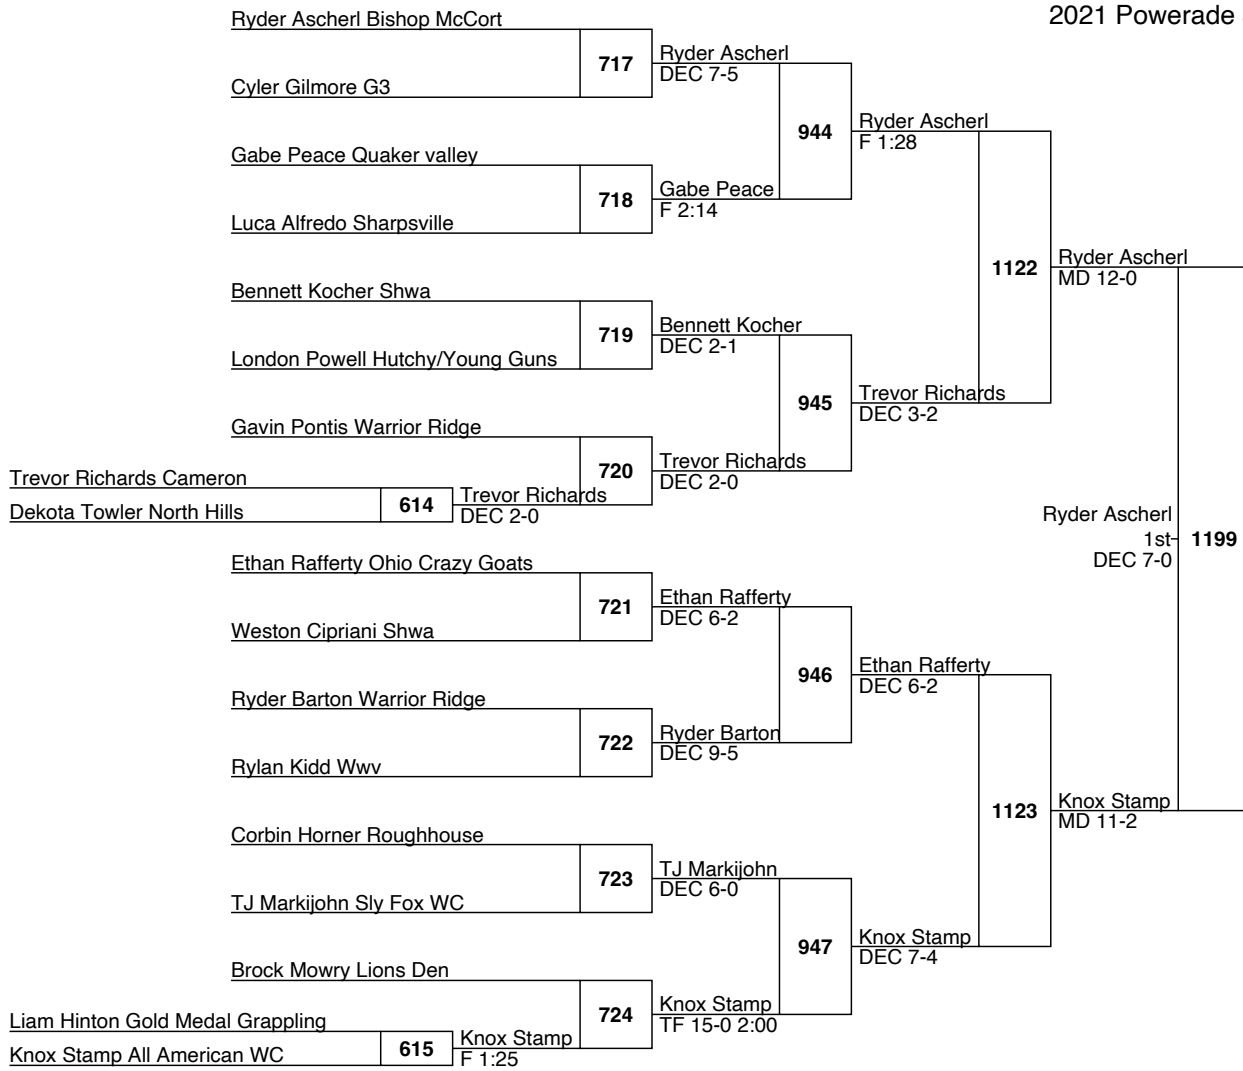 2021 Powerade
Ryder Ascherl Bishop McCort
717
Ryder Ascherl
DEC 7-5
Cyler Gilmore G3
944
Ryder Ascherl
F 1:28
Gabe Peace Quaker valley
718
Gabe Peace
F 2:14
Luca Alfredo Sharpsville
1122
Ryder Ascherl
MD 12-0
Bennett Kocher Shwa
719
Bennett Kocher
DEC 2-1
London Powell Hutchy/Young Guns
945
Trevor Richards
DEC 3-2
Gavin Pontis Warrior Ridge
720
Trevor Richards
DEC 2-0
Trevor Richards Cameron
614
Trevor Richards
DEC 2-0
Dekota Towler North Hills
Ryder Ascherl
1st
DEC 7-0
1199
Ethan Rafferty Ohio Crazy Goats
721
Ethan Rafferty
DEC 6-2
Weston Cipriani Shwa
946
Ethan Rafferty
DEC 6-2
Ryder Barton Warrior Ridge
722
Ryder Barton
DEC 9-5
Rylan Kidd Wwv
1123
Knox Stamp
MD 11-2
Corbin Horner Roughhouse
723
TJ Markijohn
DEC 6-0
TJ Markijohn Sly Fox WC
947
Knox Stamp
DEC 7-4
Brock Mowry Lions Den
724
Knox Stamp
TF 15-0 2:00
Liam Hinton Gold Medal Grappling
615
Knox Stamp
F 1:25
Knox Stamp All American WC